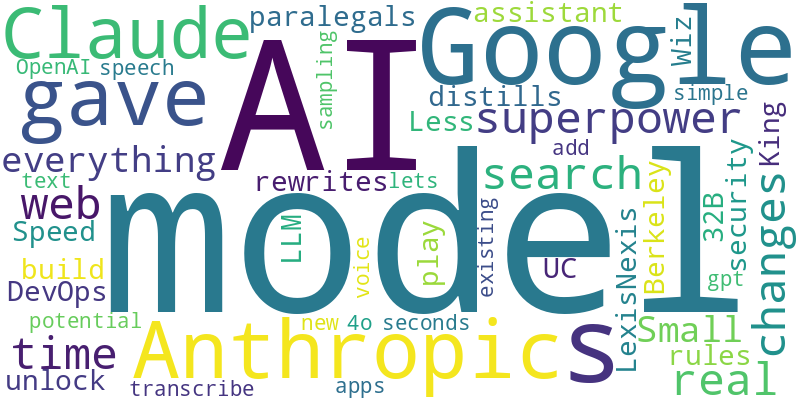 Claude
paralegals
assistant
AI
Google
Wiz
OpenAI
speech
sampling
gave
distills
simple
Less
superpower
King
everything
add
text
rewrites
lets
search
security
web
model
Speed
LLM
play
existing
Berkeley
32B
changes
build
voice
UC
LexisNexis
gpt
DevOps
potential
Anthropic
s
new
4o
seconds
Small
time
rules
real
unlock
transcribe
apps